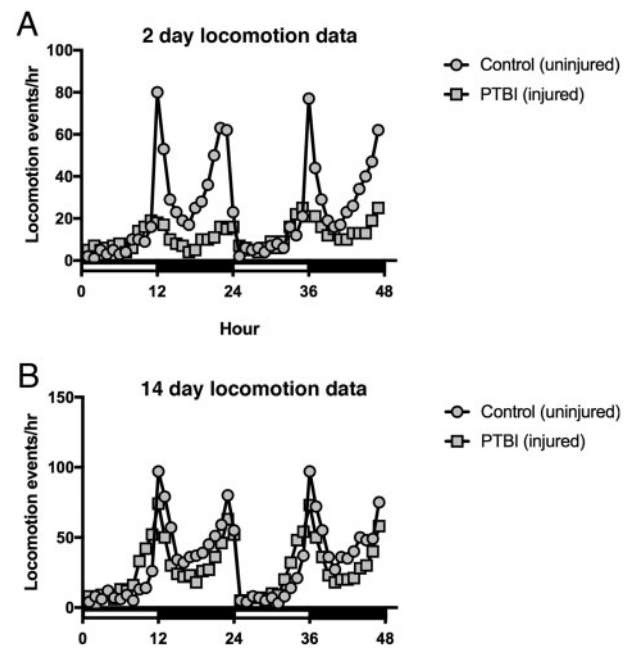 A
2 day locomotion data
Control (uninjured)
PTBI (injured)
Locomotion events/hr
100
80
60
40
20
0
0 12 24 36 48
Hour
B
14 day locomotion data
Control (uninjured)
PTBI (injured)
Locomotion events/hr
150
100
50
0
0 12 24 36 48